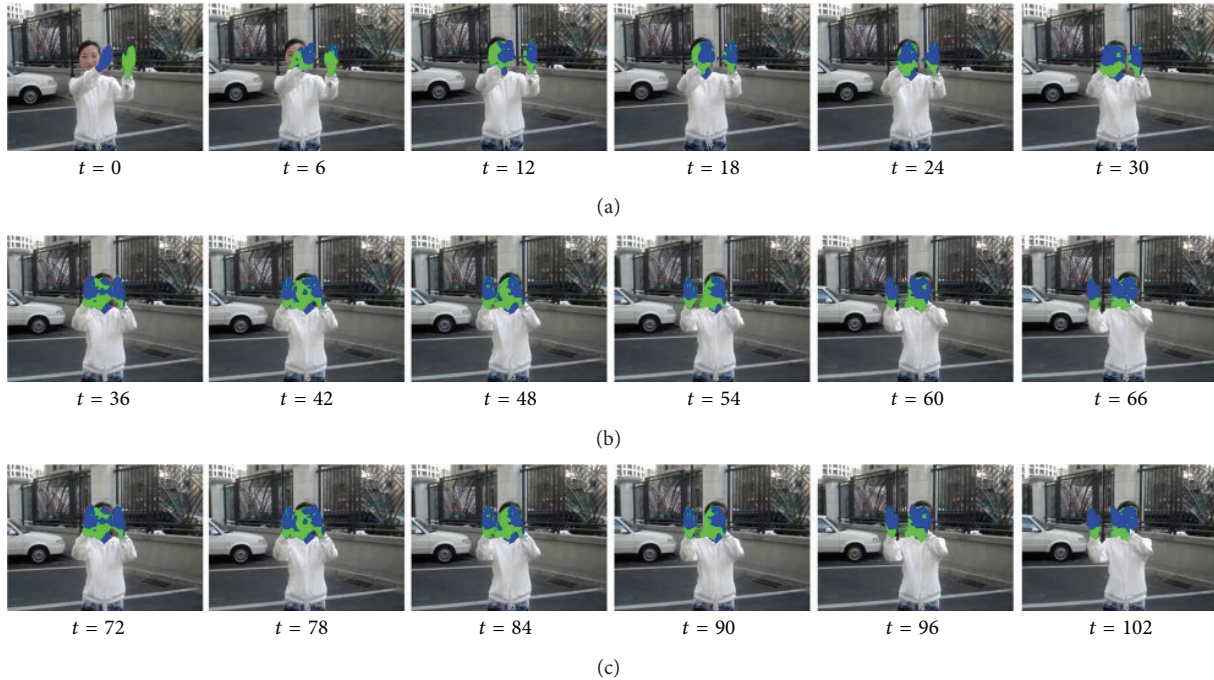 t = 0 t = 6 t = 12 t = 18 t = 24 t = 30
(a)
t = 36 t = 42 t = 48 t = 54 t = 60 t = 66
(b)
t = 72 t = 78 t = 84 t = 90 t = 96 t = 102
(c)